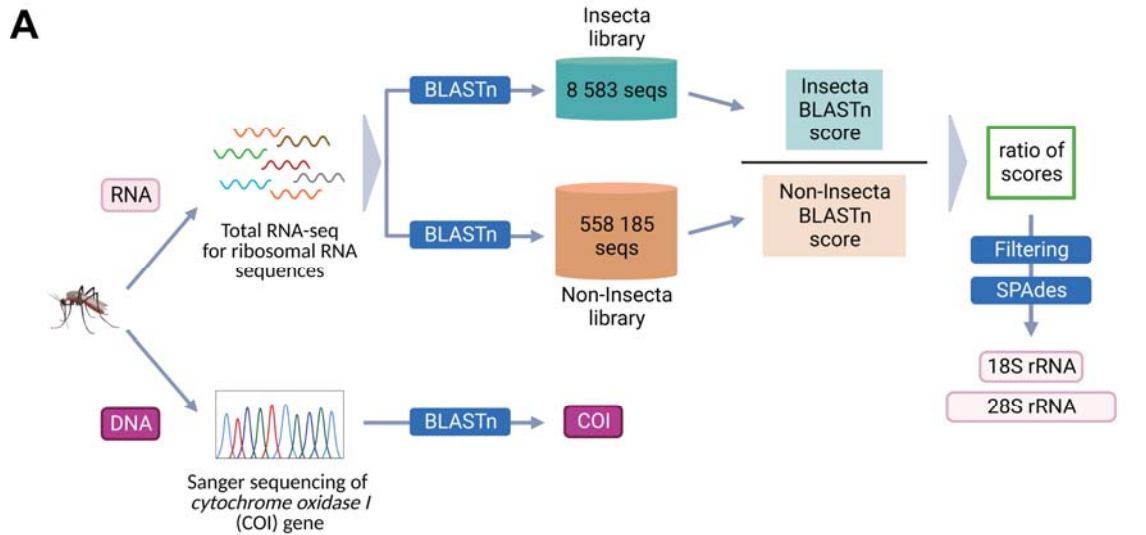 A
RNA
Total RNA-seq
for ribosomal RNA
sequences
BLASTn
Insecta
library
8 583 seqs
BLASTn
558 185
seqs
Non-Insecta
library
Insecta
BLASTn
score
Non-Insecta
BLASTn
score
ratio of
scores
Filtering
SPAdes
18S rRNA
28S rRNA
DNA
Sanger sequencing of
cytochrome oxidase I
(COI) gene
BLASTn
COI